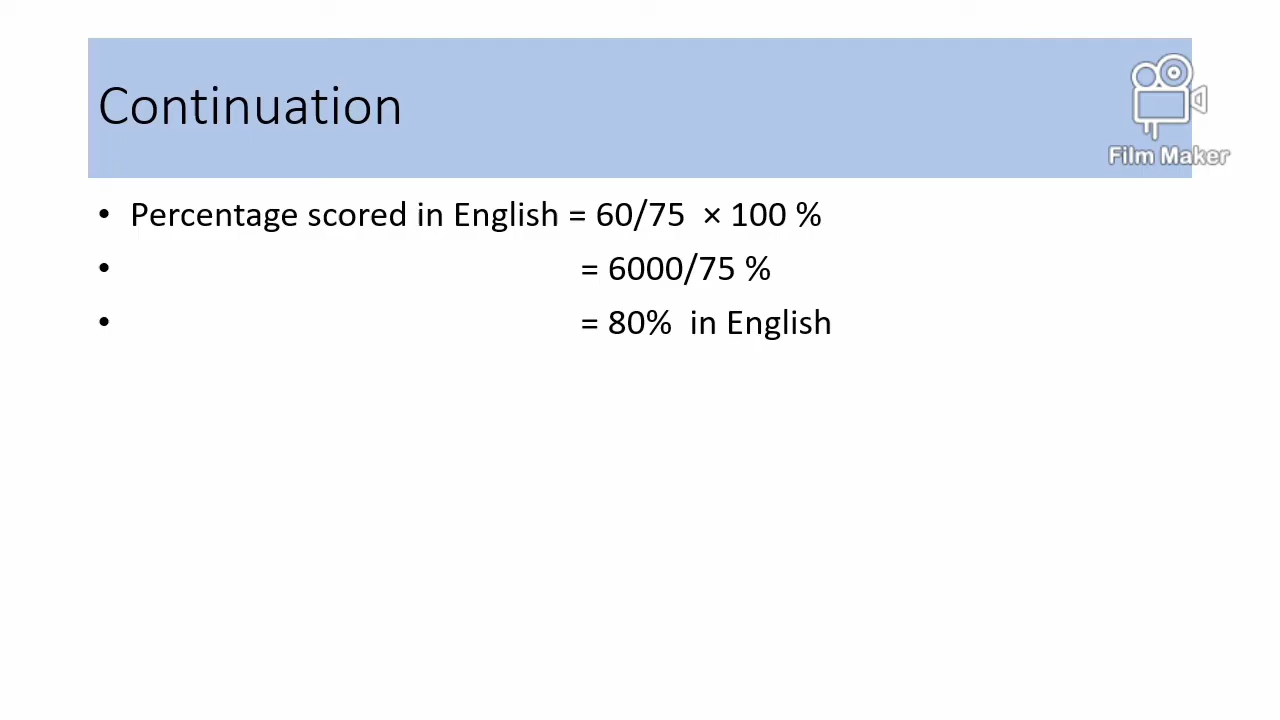 Continuation
Film Maker
• Percentage scored in English = 60/75 × 100 %
• = 6000/75 %
• = 80% in English